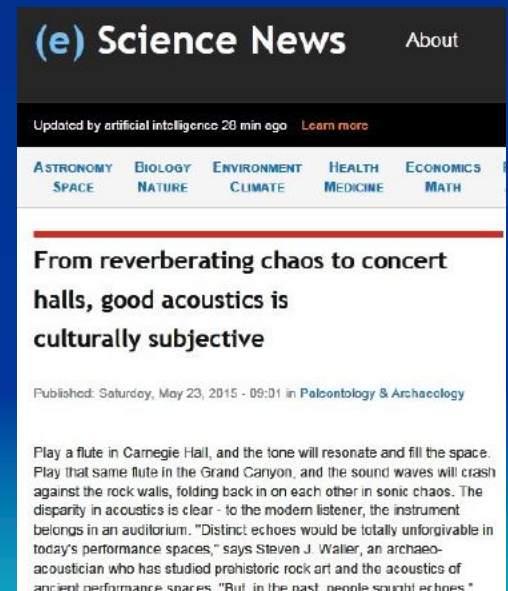 (e) Science News About
Updated by artificial intelligence 28 min ago Learn more
ASTRONOMY BIOLOGY ENVIRONMENT HEALTH ECONOMICS
SPACE NATURE CLIMATE MEDICINE MATH
From reverberating chaos to concert
halls, good acoustics is
culturally subjective
Published: Saturday, May 23, 2015 - 09:01 in Paleontology & Archaeology
Play a flute in Carnegie Hall, and the tone will resonate and fill the space.
Play that same flute in the Grand Canyon, and the sound waves will crash
against the rock walls, folding back in on each other in sonic chaos. The
disparity in acoustics is clear - to the modern listener, the instrument
belongs in an auditorium. "Distinct echoes would be totally unforgivable in
today's performance spaces," says Steven J. Waller, an archaeo-
acoustician who has studied prehistoric rock art and the acoustics of
ancient performance spaces. "But, in the past, people sought echoes."